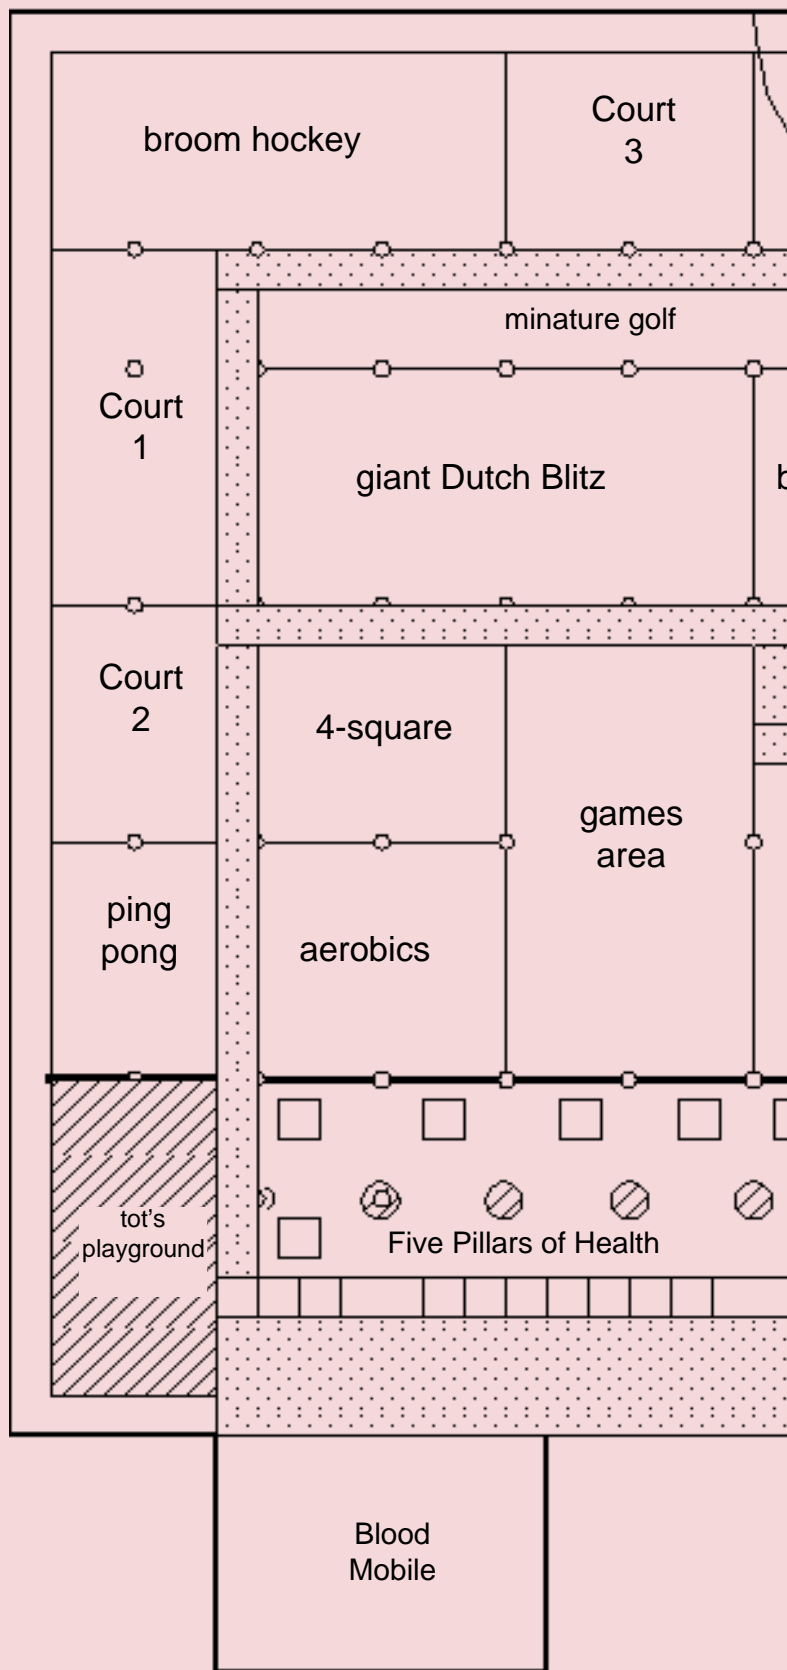 broom hockey
Court
3
minature golf
Court
1
giant Dutch Blitz
Court
2
4-square
games
area
ping
pong
aerobics
tot's
playground
Five Pillars of Health
Blood
Mobile